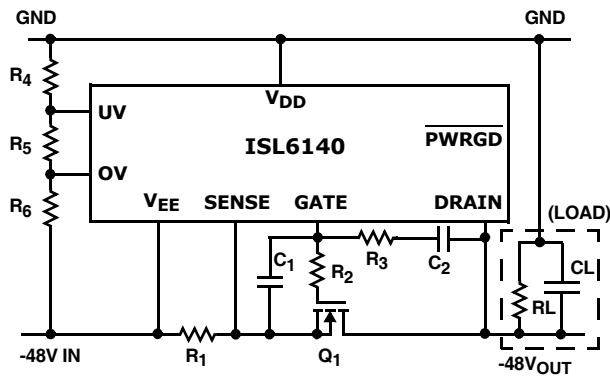 GND GND
R4
VDD
UV
ISL6140
PWRGD
R5
OV
R6
VEE SENSE GATE DRAIN
(LOAD)
C1
R2
R3
C2
CL
RL
-48V IN
R1
Q1
-48VOUT